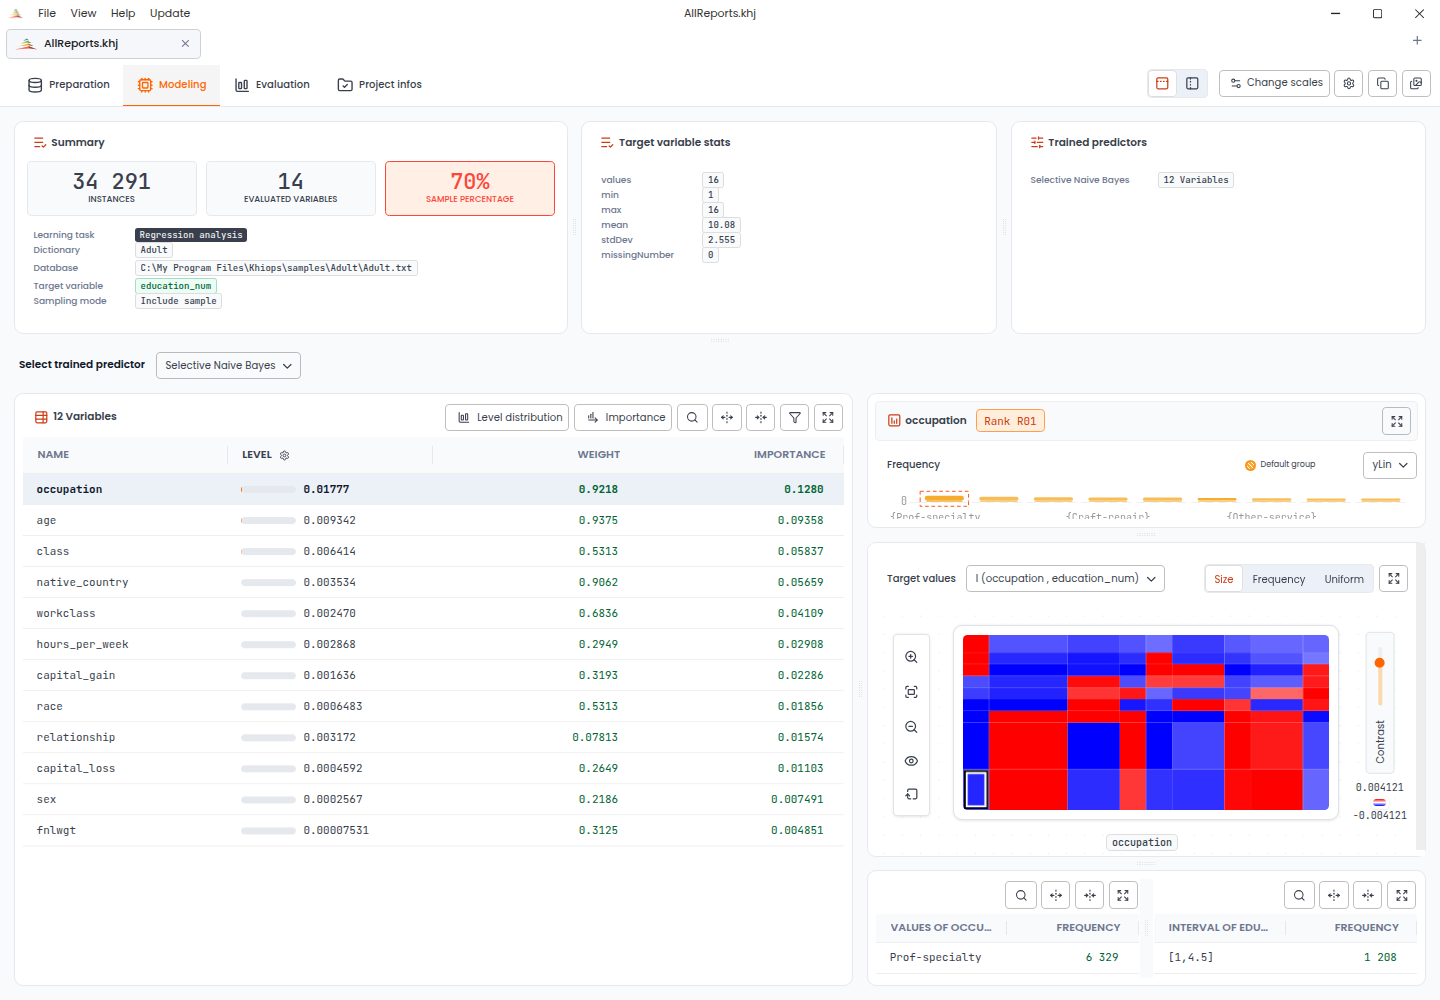 File View Help Update
AllReports.khj
AllReports.khj
Preparation Modeling Evaluation Project infos
Change scales
Summary
34 291
INSTANCES
14
EVALUATED VARIABLES
70%
SAMPLE PERCENTAGE
Learning task Regression analysis
Dictionary Adult
Database C:\My Program Files\Khiops\samples\Adult\Adult.txt
Target variable education_num
Sampling mode Include sample
Target variable stats
values 16
min 1
max 16
mean 10.08
stdDev 2.555
missingNumber 0
Trained predictors
Selective Naive Bayes 12 Variables
Select trained predictor Selective Naive Bayes
12 Variables
Level distribution Importance
NAME LEVEL WEIGHT IMPORTANCE
occupation 0.01777 0.9218 0.1280
age 0.009342 0.9375 0.09358
class 0.006414 0.5313 0.05837
native_country 0.003534 0.9062 0.05659
workclass 0.002470 0.6836 0.04109
hours_per_week 0.002868 0.2949 0.02908
capital_gain 0.001636 0.3193 0.02286
race 0.0006483 0.5313 0.01856
relationship 0.003172 0.07813 0.01574
capital_loss 0.0004592 0.2649 0.01103
sex 0.0002567 0.2186 0.007491
fnlwgt 0.00007531 0.3125 0.004851
occupation Rank R01
Frequency
Default group
yLin
0
{Prof-specialty {Craft-repair} {Other-service}
Target values I (occupation , education_num)
Size Frequency Uniform
Contrast
0.004121
-0.004121
occupation
VALUES OF OCCU... FREQUENCY
Prof-specialty 6 329
INTERVAL OF EDU... FREQUENCY
[1,4.5] 1 208